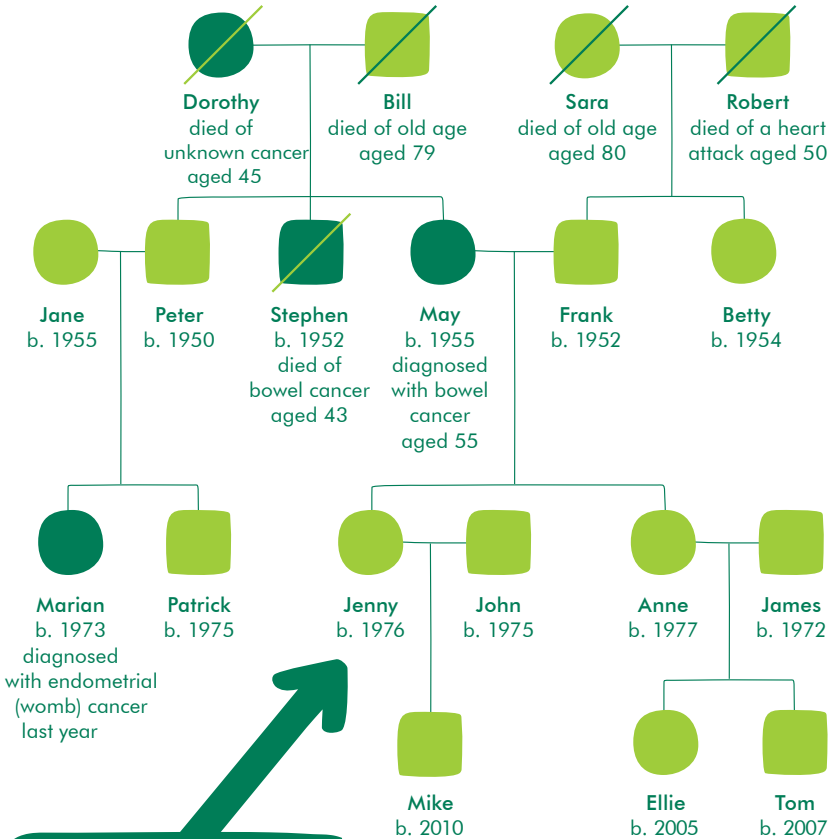 Dorothy
died of
unknown cancer
aged 45
Bill
died of old age
aged 79
Sara
died of old age
aged 80
Robert
died of a heart
attack aged 50
Jane
b. 1955
Peter
b. 1950
Stephen
b. 1952
died of
bowel cancer
aged 43
May
b. 1955
diagnosed
with bowel
cancer
aged 55
Frank
b. 1952
Betty
b. 1954
Marian
b. 1973
diagnosed
with endometrial
(womb) cancer
last year
Patrick
b. 1975
Jenny
b. 1976
John
b. 1975
Anne
b. 1977
James
b. 1972
Mike
b. 2010
Ellie
b. 2005
Tom
b. 2007